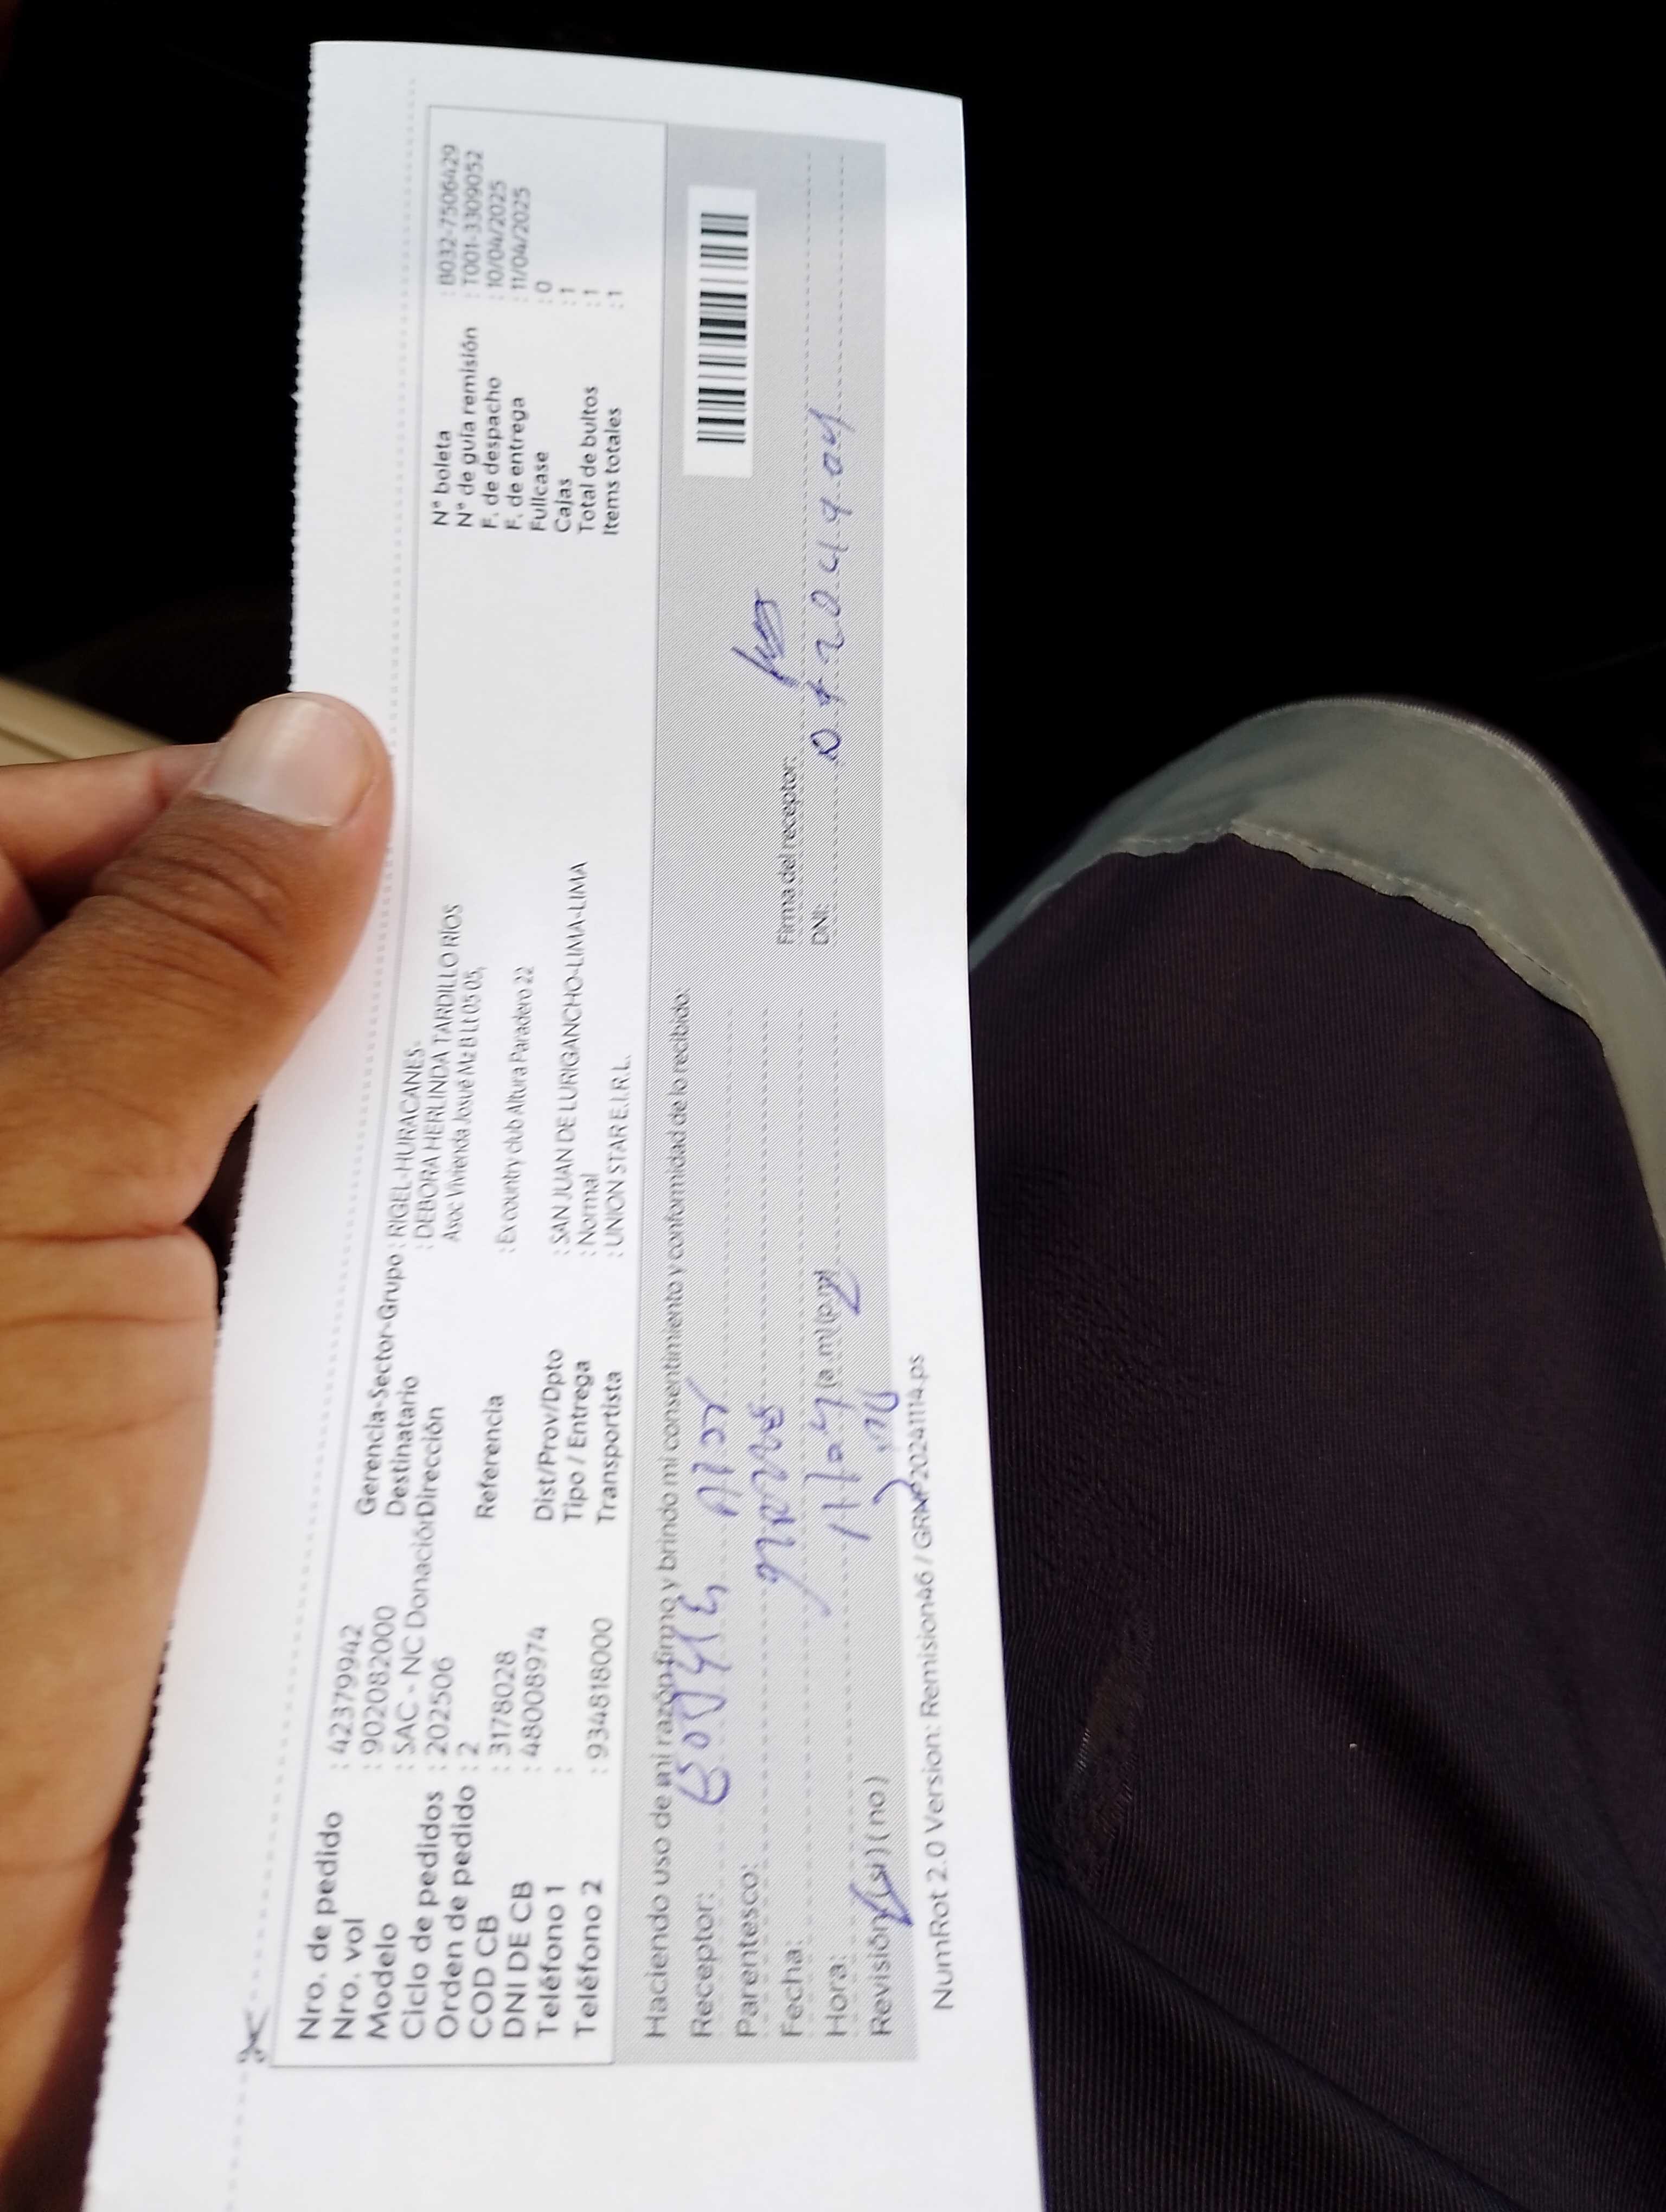 Nro. de pedido : 42379942
Nro. vol : 902082000
Modelo : SAC - NC Donación
Ciclo de pedidos : 202506
Orden de pedido : 2
COD CB : 3178028
DNI DE CB : 48008974
Teléfono 1 :
Teléfono 2 : 934818000
Gerencia-Sector-Grupo : RIGEL-HURACANES-
Destinatario : DEBORA HERLINDA TARDILLO RIOS
Dirección Asoc Vivienda Josué Mz B Lt 05 05,
Referencia : Ex country club Altura Paradero 22
Dist/Prov/Dpto : SAN JUAN DE LURIGANCHO-LIMA-LIMA
Tipo / Entrega : Normal
Transportista : UNION STAR E.I.R.L.
N° boleta : B032-7506429
N° de guía remisión : T001-3309052
F. de despacho : 10/04/2025
F. de entrega : 11/04/2025
Fullcase : 0
Cajas : 1
Total de bultos : 1
Items totales : 1
Haciendo uso de mi razón firmo y brindo mi consentimiento y conformidad de lo recibido:
Receptor:
Parentesco:
Fecha:
Hora: (a.m)(p.m)
Revisión (si) (no)
Firma del receptor:
DNI:
NumRot 2.0 Version: Remision46 / GRNP20241114.ps